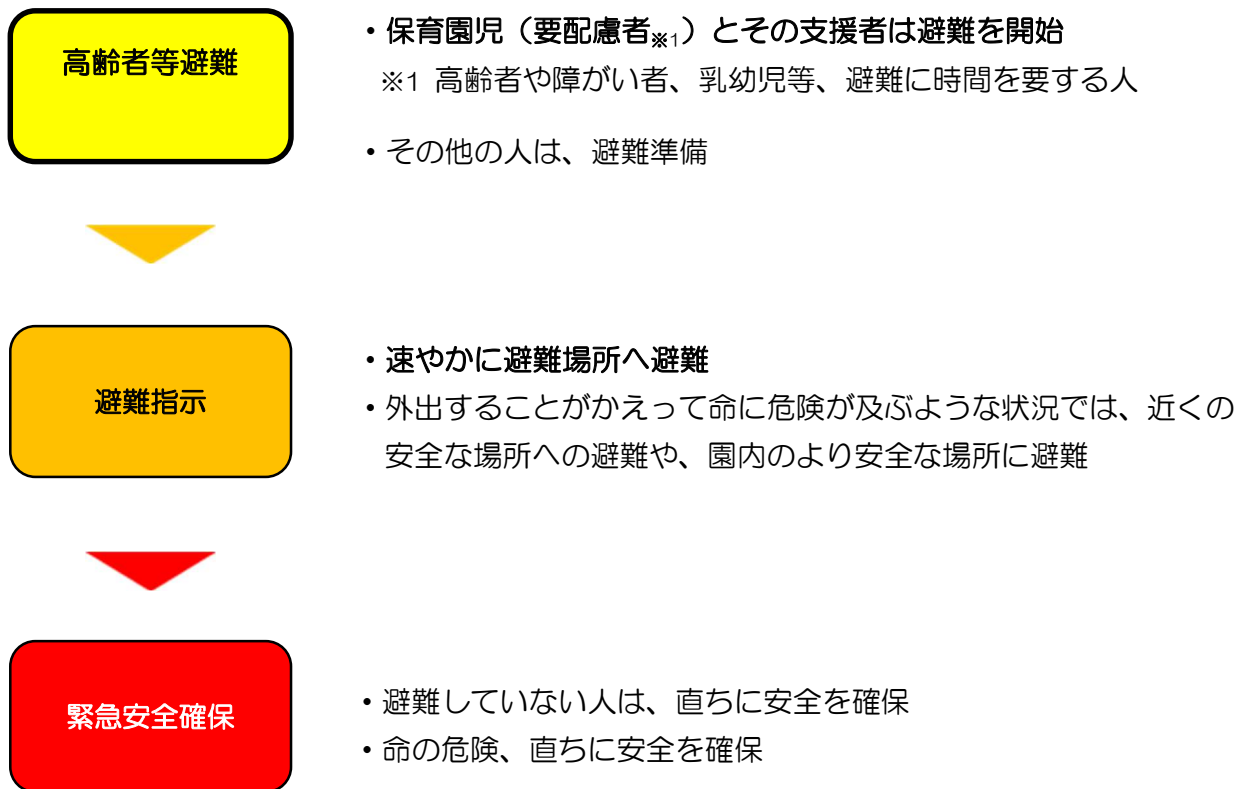 高齢者等避難
・保育園児（要配慮者※1）とその支援者は避難を開始
※1 高齢者や障がい者、乳幼児等、避難に時間を要する人
・その他の人は、避難準備
避難指示
・速やかに避難場所へ避難
・外出することがかえって命に危険が及ぶような状況では、近くの
安全な場所への避難や、園内のより安全な場所に避難
緊急安全確保
・避難していない人は、直ちに安全を確保
・命の危険、直ちに安全を確保